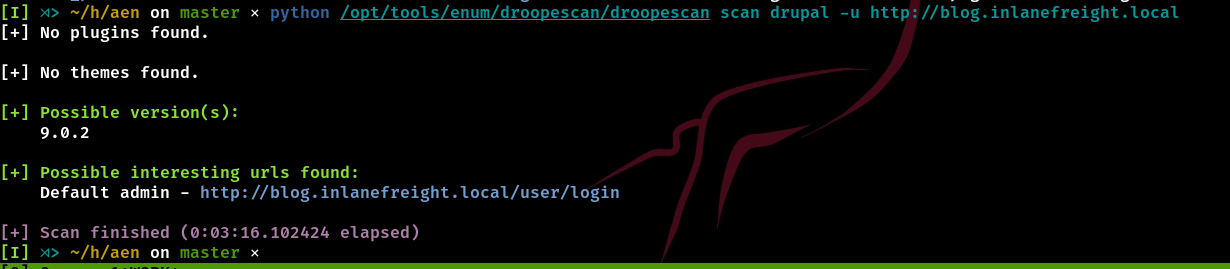 [I] ⋊> ~/h/aen on master × python /opt/tools/enum/droopescan/droopescan scan drupal -u http://blog.inlanefreight.local
[+] No plugins found.
[+] No themes found.
[+] Possible version(s):
9.0.2
[+] Possible interesting urls found:
Default admin - http://blog.inlanefreight.local/user/login
[+] Scan finished (0:03:16.102424 elapsed)
[I] ⋊> ~/h/aen on master ×